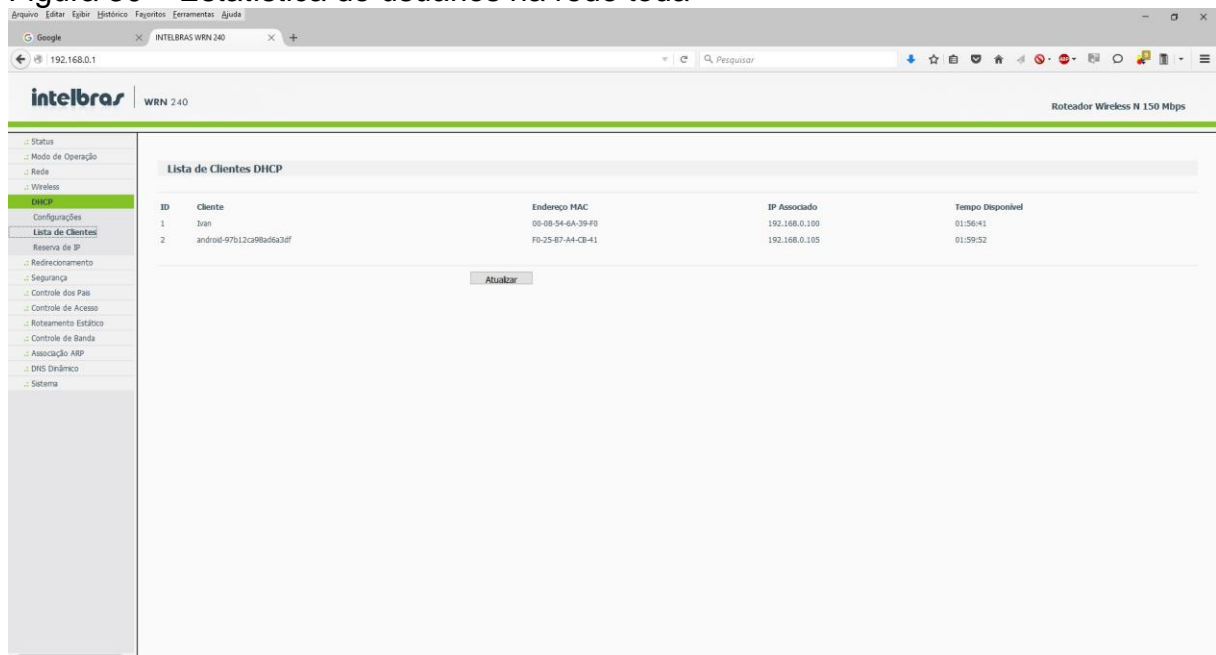 Arquivo Editar Exibir Histórico Favoritos Ferramentas Ajuda
Google
INTELBRAS WRN 240
192.168.0.1
Pesquisar
intelbras WRN 240
Roteador Wireless N 150 Mbps
.: Status
.: Modo de Operação
.: Rede
.: Wireless
DHCP
Configurações
Lista de Clientes
Reserva de IP
.: Redirecionamento
.: Segurança
.: Controle dos Pais
.: Controle de Acesso
.: Roteamento Estático
.: Controle de Banda
.: Associação ARP
.: DNS Dinâmico
.: Sistema
Lista de Clientes DHCP
ID Cliente Endereço MAC IP Associado Tempo Disponível
1 Ivan 00-08-54-6A-39-F0 192.168.0.100 01:56:41
2 android-97b12ca98ad6a3df F0-25-B7-A4-CB-41 192.168.0.105 01:59:52
Atualizar